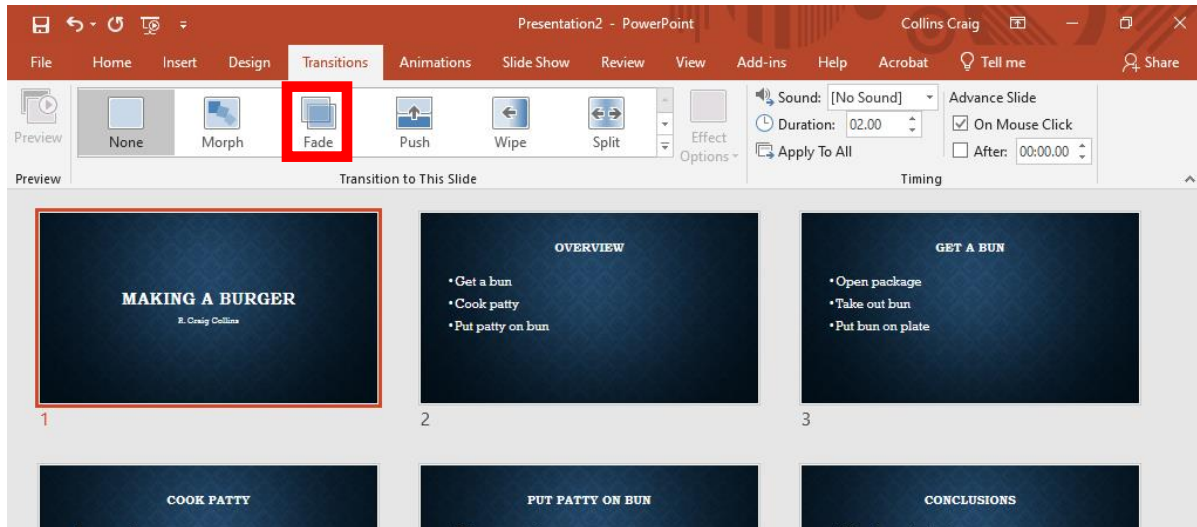 Presentation2 - PowerPoint
Collins Craig
File Home Insert Design Transitions Animations Slide Show Review View Add-ins Help Acrobat Tell me Share
Preview
None Morph Fade Push Wipe Split
Effect
Options
Sound: [No Sound]
Duration: 02.00
Apply To All
Advance Slide
On Mouse Click
After: 00:00.00
Preview
Transition to This Slide
Timing
MAKING A BURGER
R. Craig Collins
1
OVERVIEW
•Get a bun
•Cook patty
•Put patty on bun
2
GET A BUN
•Open package
•Take out bun
•Put bun on plate
3
COOK PATTY
PUT PATTY ON BUN
CONCLUSIONS